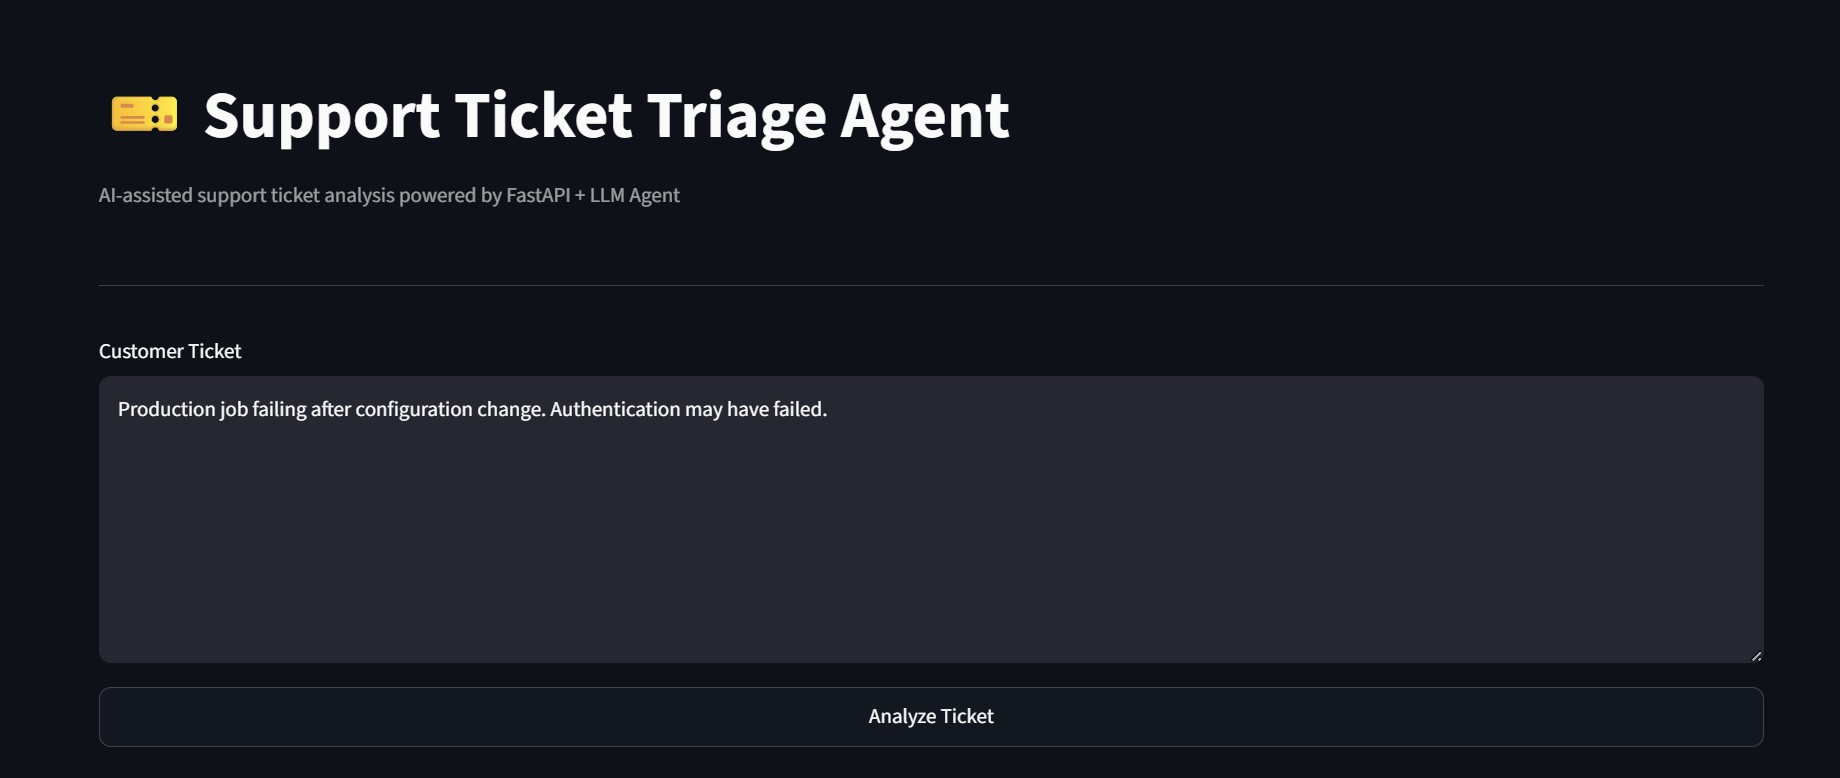 Support Ticket Triage Agent
AI-assisted support ticket analysis powered by FastAPI + LLM Agent
Customer Ticket
Production job failing after configuration change. Authentication may have failed.
Analyze Ticket